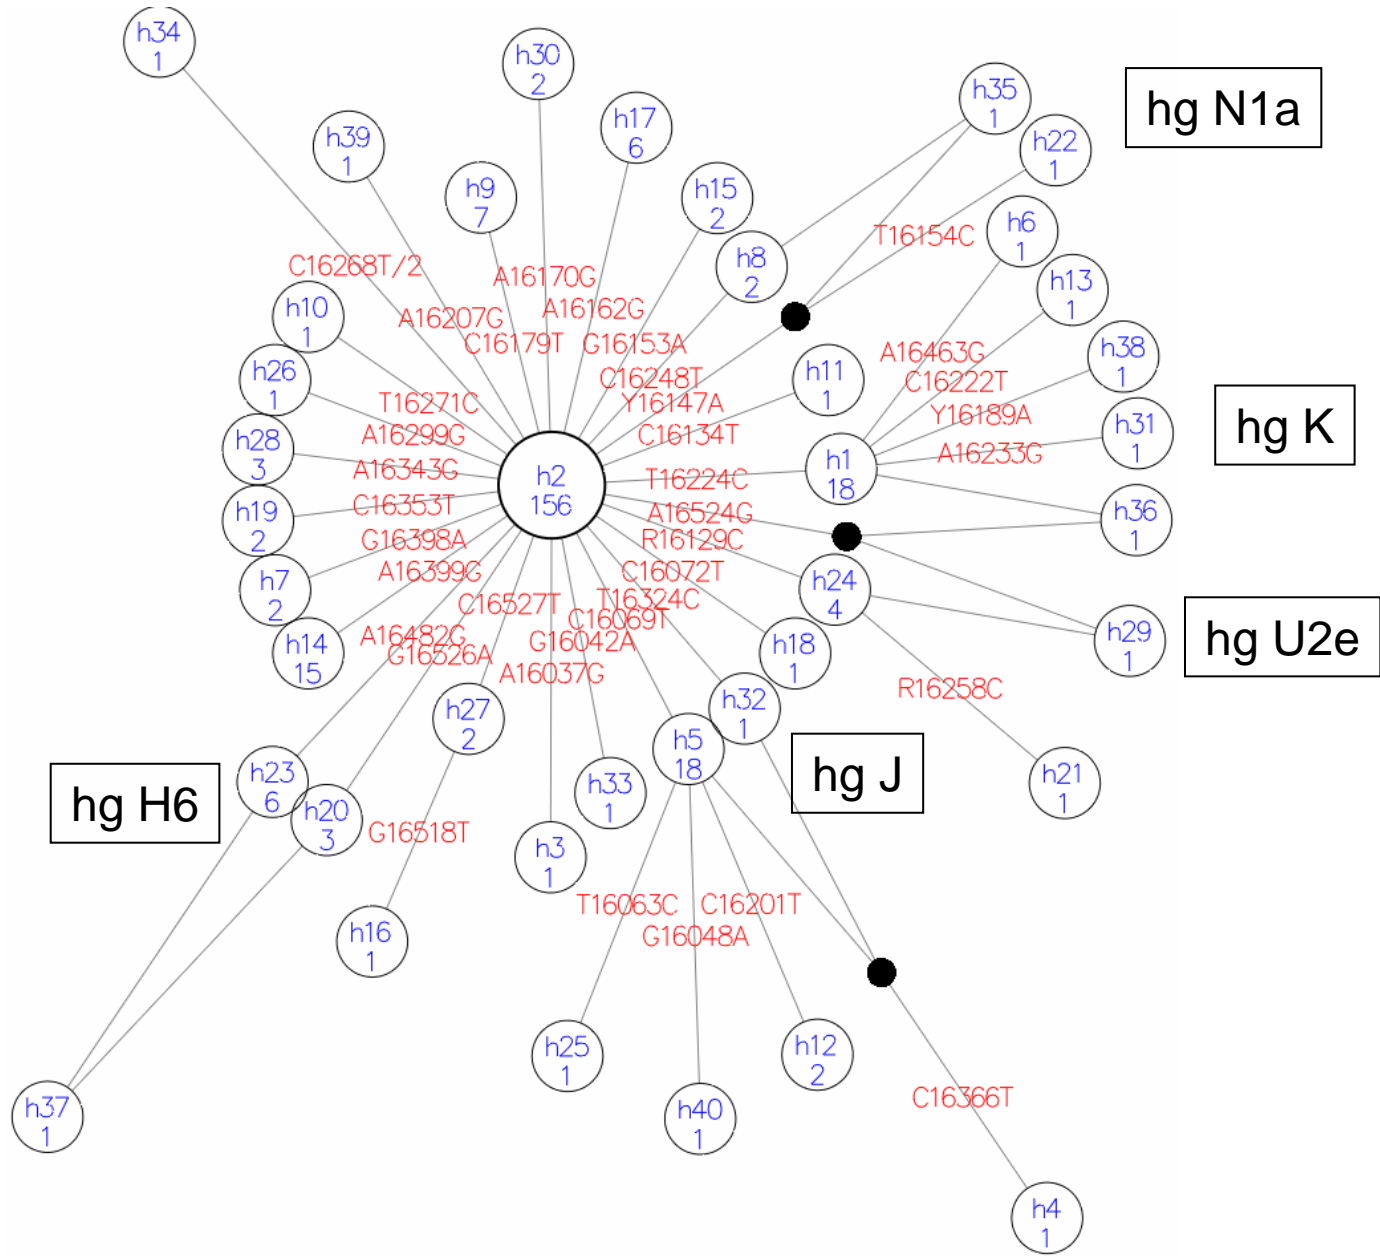 h34
1
h30
2
h35
1
hg N1a
h17
6
h39
1
h22
1
h9
7
h15
2
T16154C
h6
1
h8
2
C16268T/2
A16170G
h13
1
h10
1
A16207G
A16162G
C16179T
G16153A
A16463G
h38
1
h26
1
C16248T
h11
1
C16222T
T16271C
Y16147A
Y16189A
hg K
h28
3
A16299G
C16134T
h31
1
A16233G
A16343G
h2
156
T16224C
h1
18
h19
2
C16353T
A16524G
h36
1
G16398A
R16129C
h7
2
A16399G
C16072T
h24
4
C16527T
T16324C
C16069T
h29
1
hg U2e
A16482G
G16526A
G16042A
h14
15
A16037G
h18
1
R16258C
h27
2
h32
1
h5
18
hg J
h23
6
h33
1
h21
1
hg H6
h20
3
G16518T
h3
1
T16063C
C16201T
G16048A
h16
1
h25
1
h12
2
C16366T
h37
1
h40
1
h4
1